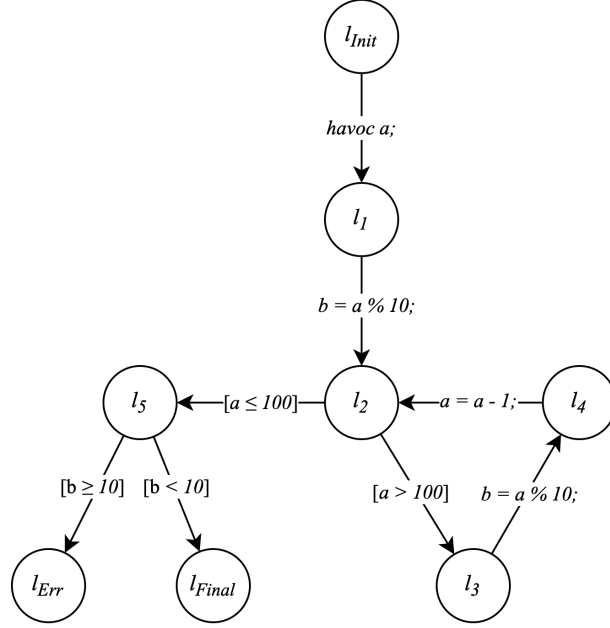 l_Init
havoc a;
l_1
b = a % 10;
l_5
[a ≤ 100]
l_2
a = a - 1;
l_4
[b ≥ 10]
[b < 10]
[a > 100]
b = a % 10;
l_Err
l_Final
l_3